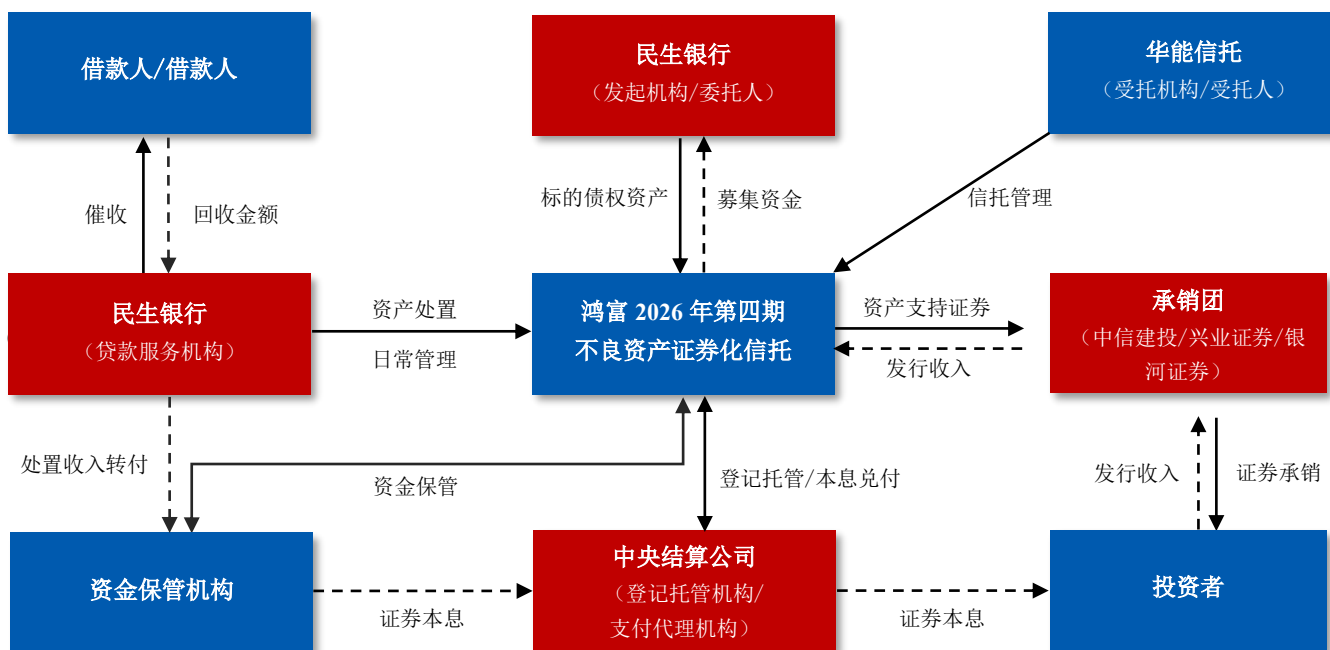 借款人/借款人
民生银行
（发起机构/委托人）
华能信托
（受托机构/受托人）
催收
回收金额
标的债权资产
募集资金
信托管理
民生银行
（贷款服务机构）
资产处置
日常管理
鸿富 2026 年第四期
不良资产证券化信托
资产支持证券
发行收入
承销团
（中信建投/兴业证券/银
河证券）
处置收入转付
资金保管
登记托管/本息兑付
发行收入
证券承销
资金保管机构
证券本息
中央结算公司
（登记托管机构/
支付代理机构）
证券本息
投资者